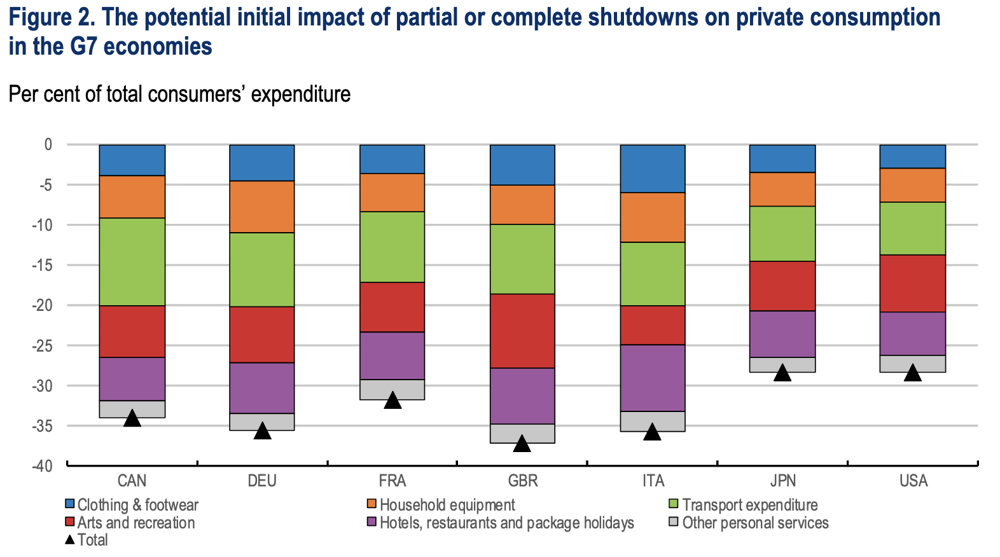 Figure 2. The potential initial impact of partial or complete shutdowns on private consumption
in the G7 economies
Per cent of total consumers’ expenditure
0
-5
-10
-15
-20
-25
-30
-35
-40
CAN DEU FRA GBR ITA JPN USA
Clothing & footwear Household equipment Transport expenditure
Arts and recreation Hotels, restaurants and package holidays Other personal services
Total